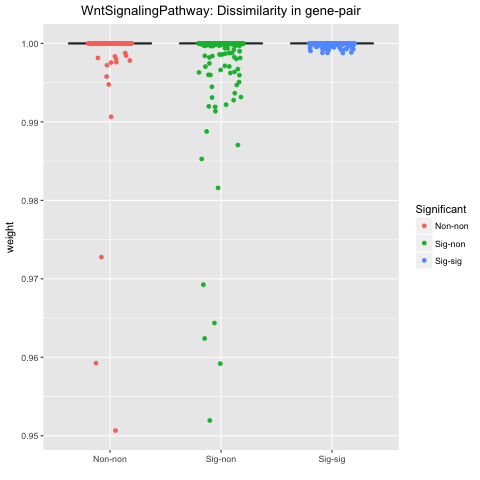 WntSignalingPathway: Dissimilarity in gene-pair
1.00
0.99
0.98
0.97
0.96
0.95
weight
Non-non
Sig-non
Sig-sig
Significant
Non-non
Sig-non
Sig-sig